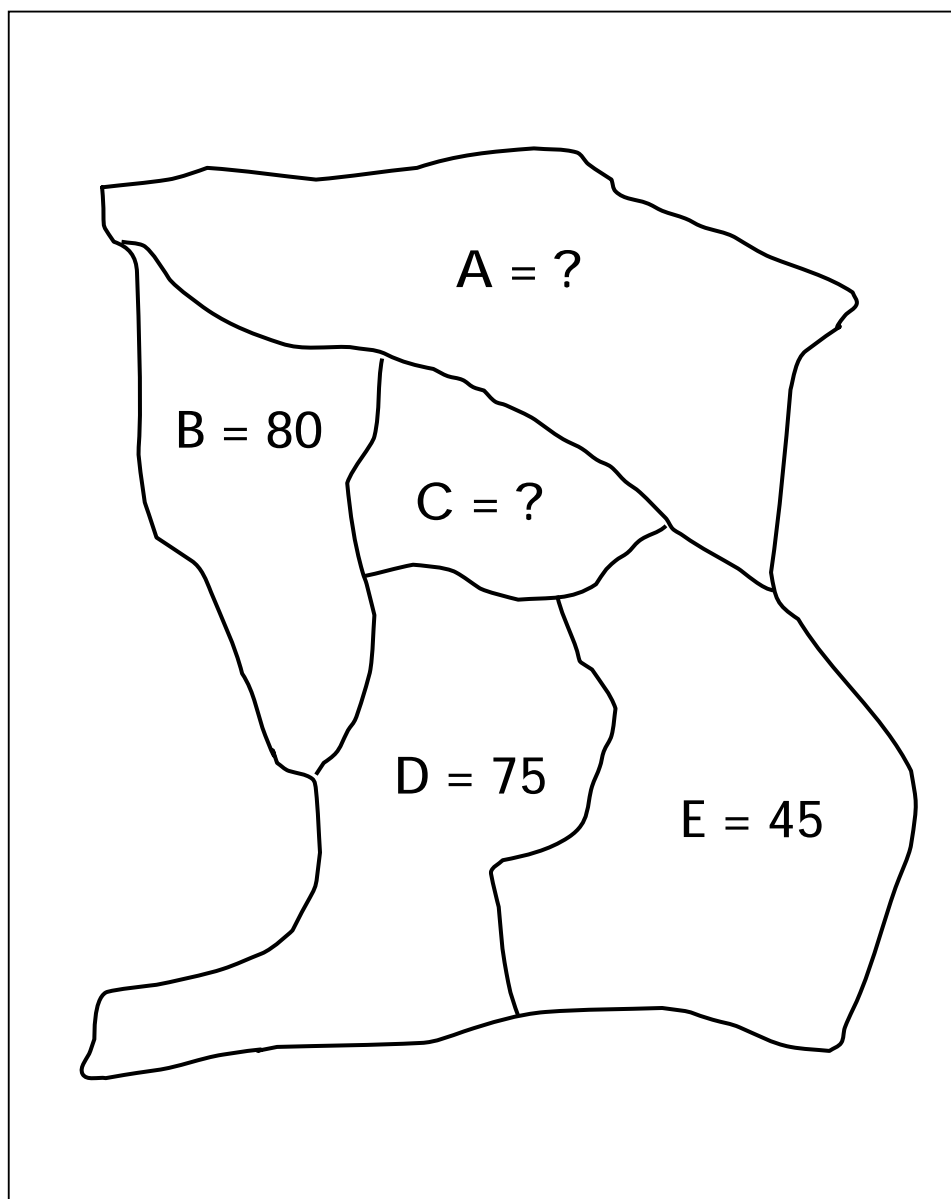 A = ?
B = 80
C = ?
D = 75
E = 45